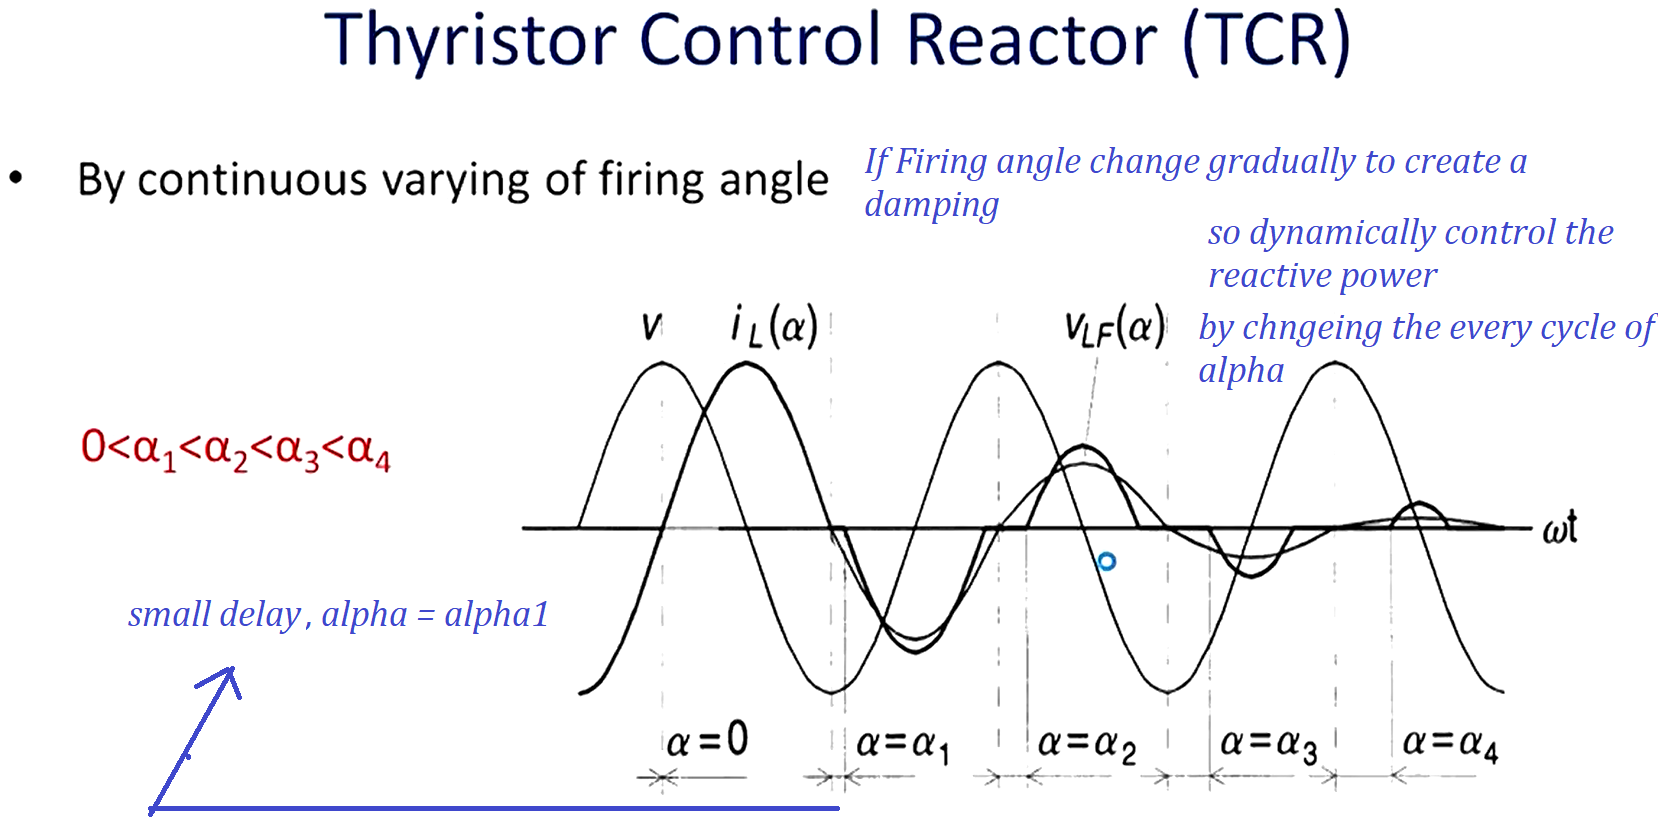 Thyristor Control Reactor (TCR)
• By continuous varying of firing angle
If Firing angle change gradually to create a
damping
so dynamically control the
reactive power
by chngeing the every cycle of
alpha
v iL(α) vLF(α)
0<α1<α2<α3<α4
ωt
small delay, alpha = alpha1
α=0 α=α1 α=α2 α=α3 α=α4